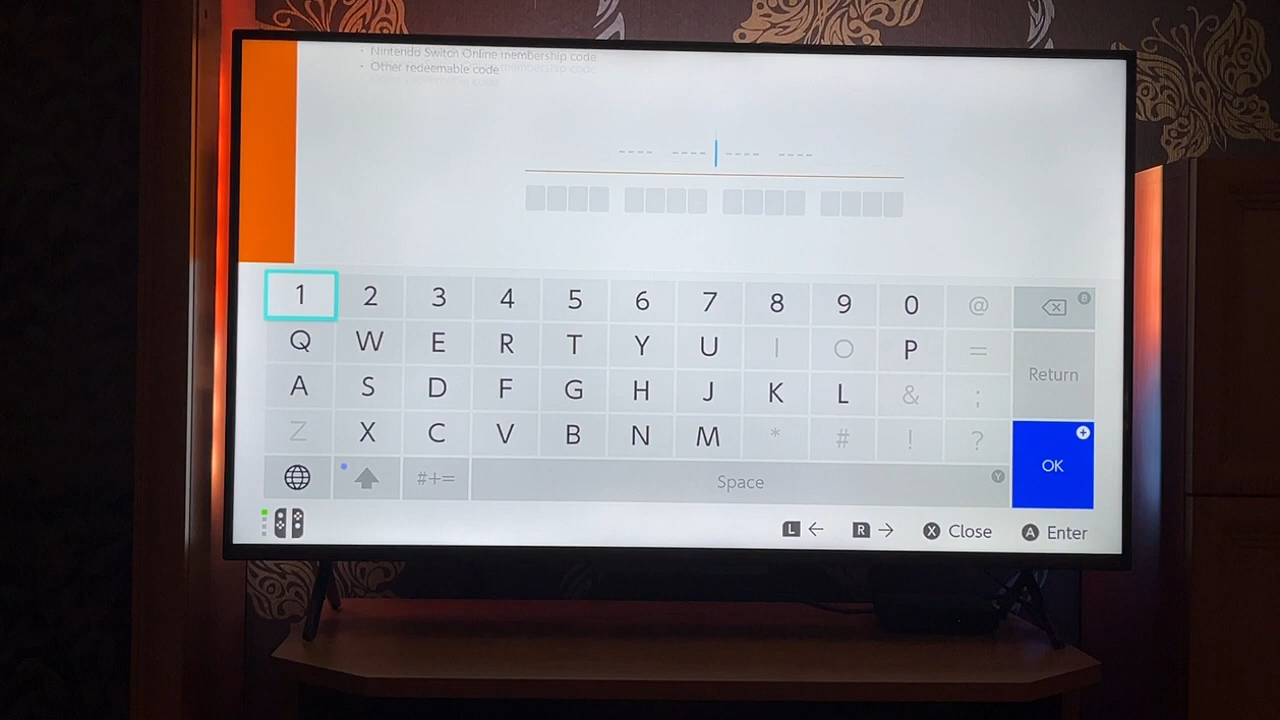 · Nintendo Switch Online membership code
· Other redeemable code
---- ---- ---- ----
1 2 3 4 5 6 7 8 9 0 @
Q W E R T Y U I O P = Return
A S D F G H J K L & ;
Z X C V B N M * # ! ? OK
#+= Space Y
L ← R → X Close A Enter